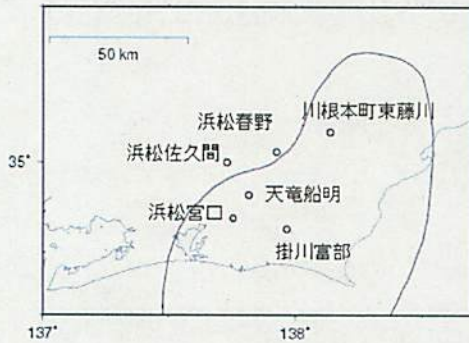 50 km
川根本町東藤川
浜松春野
浜松佐久間
35°
天竜船明
浜松宮口
掛川富部
137°
138°